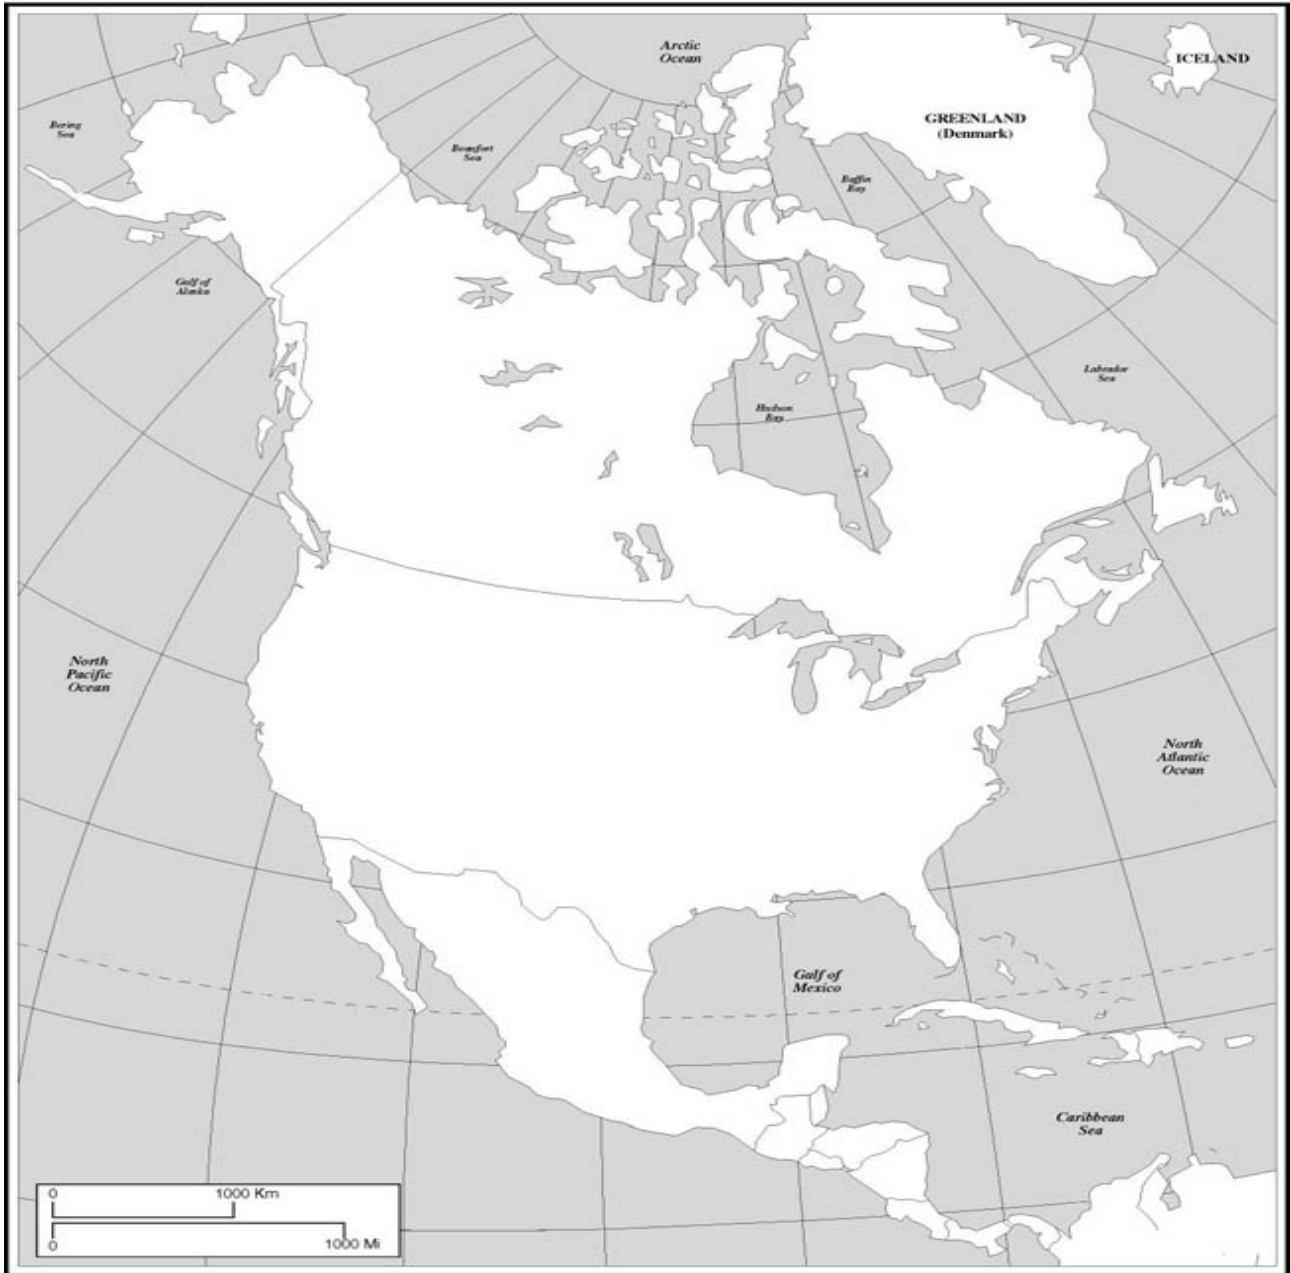 Arctic
Ocean
ICELAND
GREENLAND
(Denmark)
Bering
Sea
Beaufort
Sea
Baffin
Bay
Gulf of
Alaska
Labrador
Sea
Hudson
Bay
North
Pacific
Ocean
North
Atlantic
Ocean
Gulf of
Mexico
Caribbean
Sea
0 1000 Km
0 1000 Mi